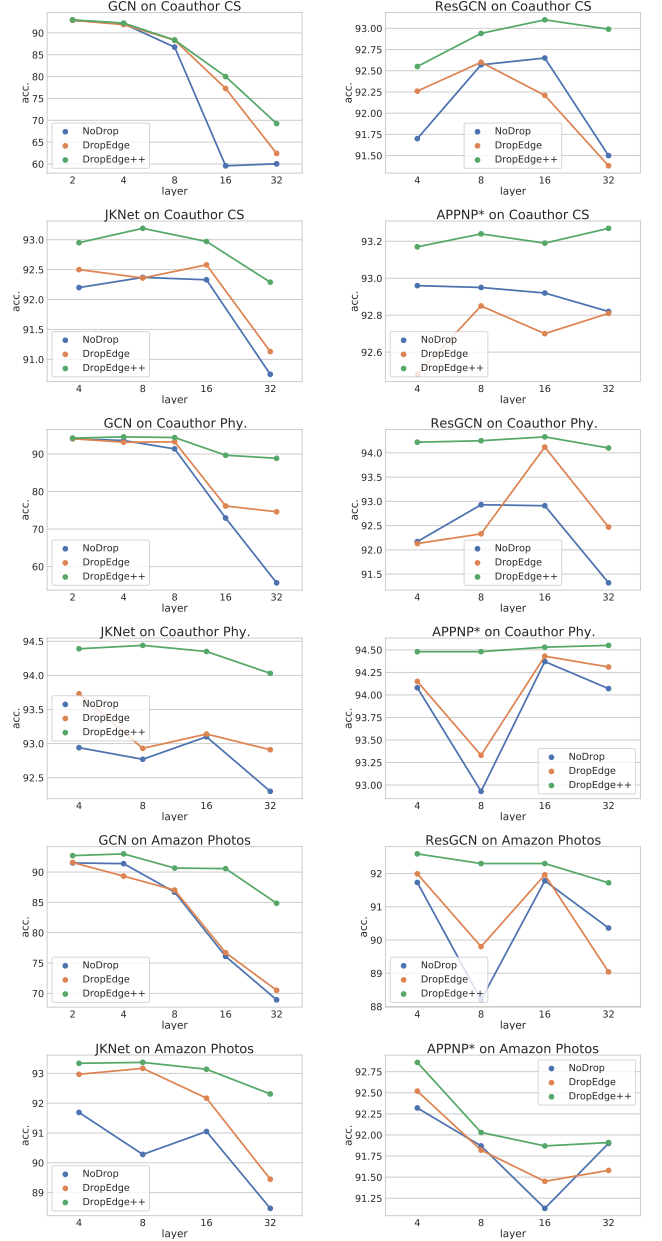 GCN on Coauthor CS
90
85
80
75
70
65
60
acc.
NoDrop
DropEdge
DropEdge++
2 4 8 16 32
layer
ResGCN on Coauthor CS
93.00
92.75
92.50
92.25
92.00
91.75
91.50
acc.
NoDrop
DropEdge
DropEdge++
4 8 16 32
layer
JKNet on Coauthor CS
93.0
92.5
92.0
91.5
91.0
acc.
NoDrop
DropEdge
DropEdge++
4 8 16 32
layer
APPNP* on Coauthor CS
93.2
93.0
92.8
92.6
acc.
NoDrop
DropEdge
DropEdge++
4 8 16 32
layer
GCN on Coauthor Phy.
90
80
70
60
acc.
NoDrop
DropEdge
DropEdge++
2 4 8 16 32
layer
ResGCN on Coauthor Phy.
94.0
93.5
93.0
92.5
92.0
91.5
acc.
NoDrop
DropEdge
DropEdge++
4 8 16 32
layer
JKNet on Coauthor Phy.
94.5
94.0
93.5
93.0
92.5
acc.
NoDrop
DropEdge
DropEdge++
4 8 16 32
layer
APPNP* on Coauthor Phy.
94.50
94.25
94.00
93.75
93.50
93.25
93.00
acc.
NoDrop
DropEdge
DropEdge++
4 8 16 32
layer
GCN on Amazon Photos
90
85
80
75
70
acc.
NoDrop
DropEdge
DropEdge++
2 4 8 16 32
layer
ResGCN on Amazon Photos
92
91
90
89
88
acc.
NoDrop
DropEdge
DropEdge++
4 8 16 32
layer
JKNet on Amazon Photos
93
92
91
90
89
acc.
NoDrop
DropEdge
DropEdge++
4 8 16 32
layer
APPNP* on Amazon Photos
92.75
92.50
92.25
92.00
91.75
91.50
91.25
acc.
NoDrop
DropEdge
DropEdge++
4 8 16 32
layer